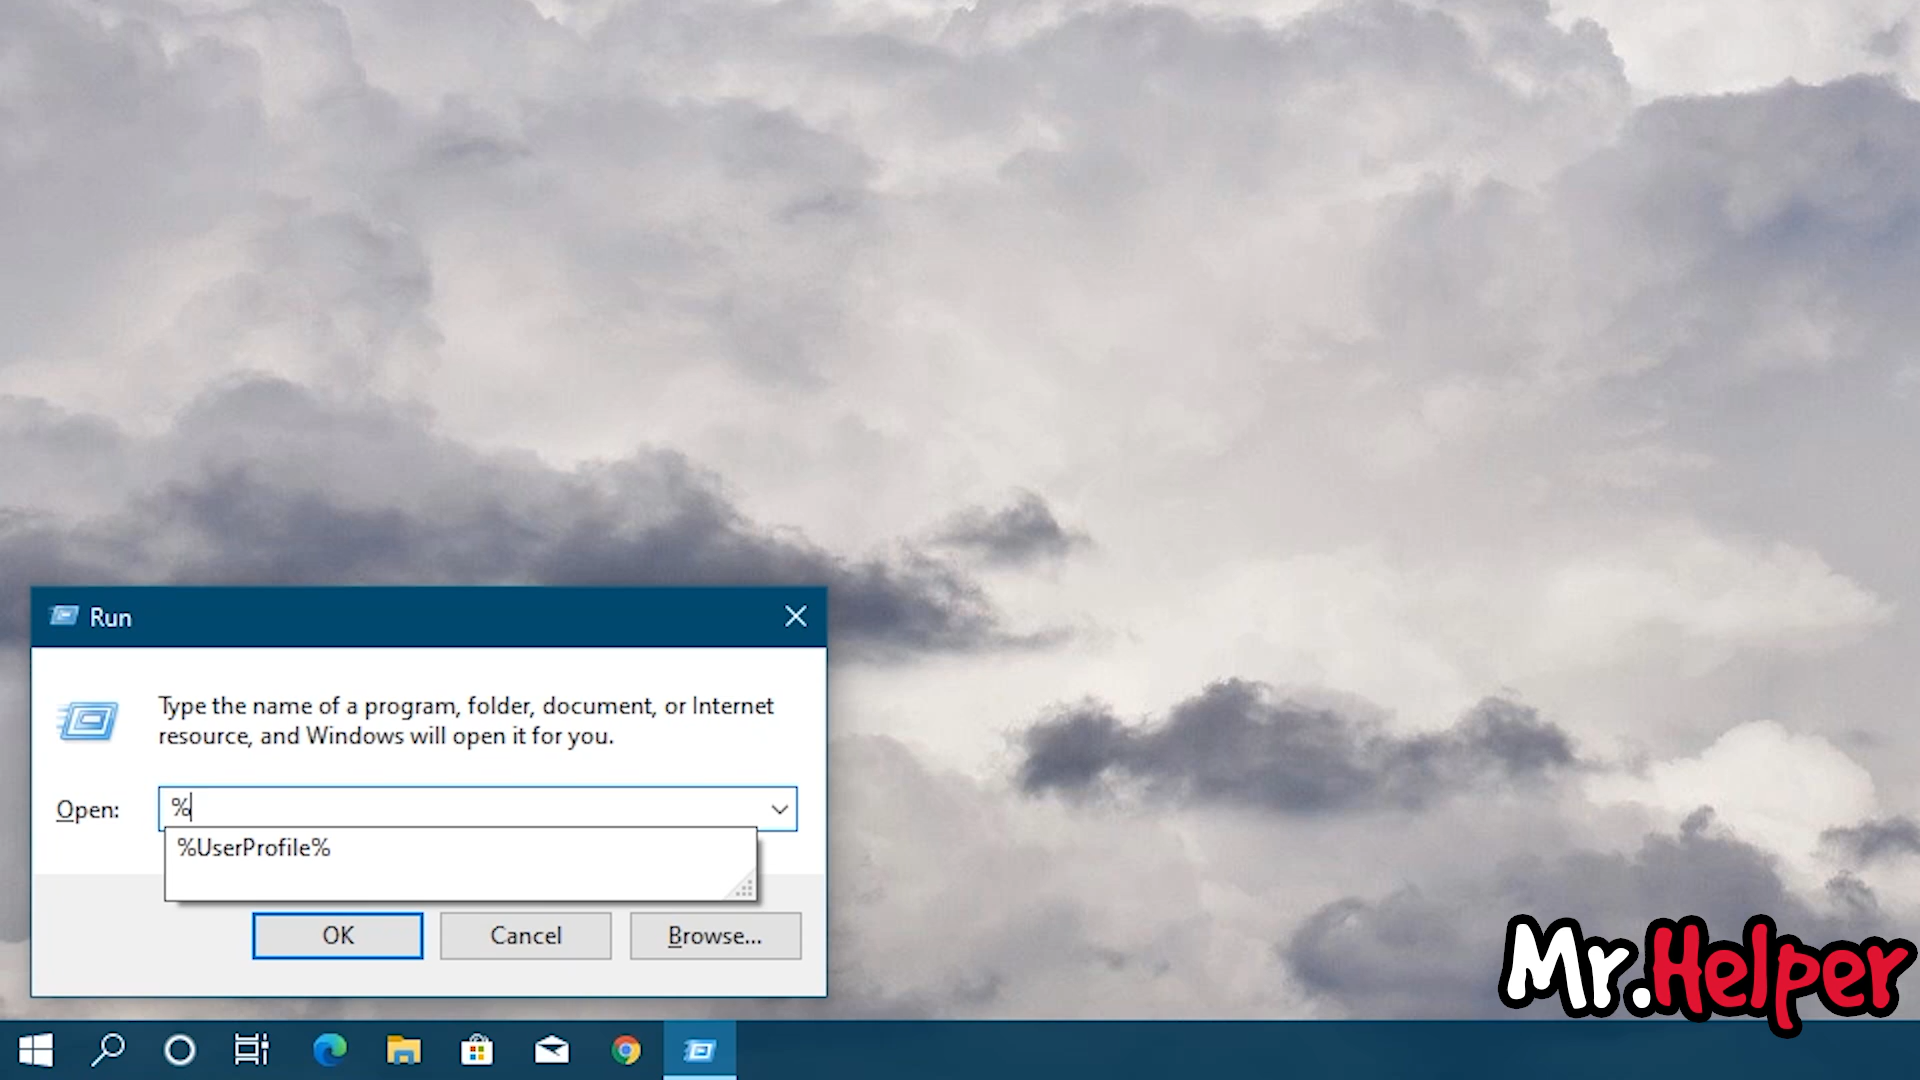 Run
Type the name of a program, folder, document, or Internet
resource, and Windows will open it for you.
Open: %
%UserProfile%
OK Cancel Browse...
Mr.Helper